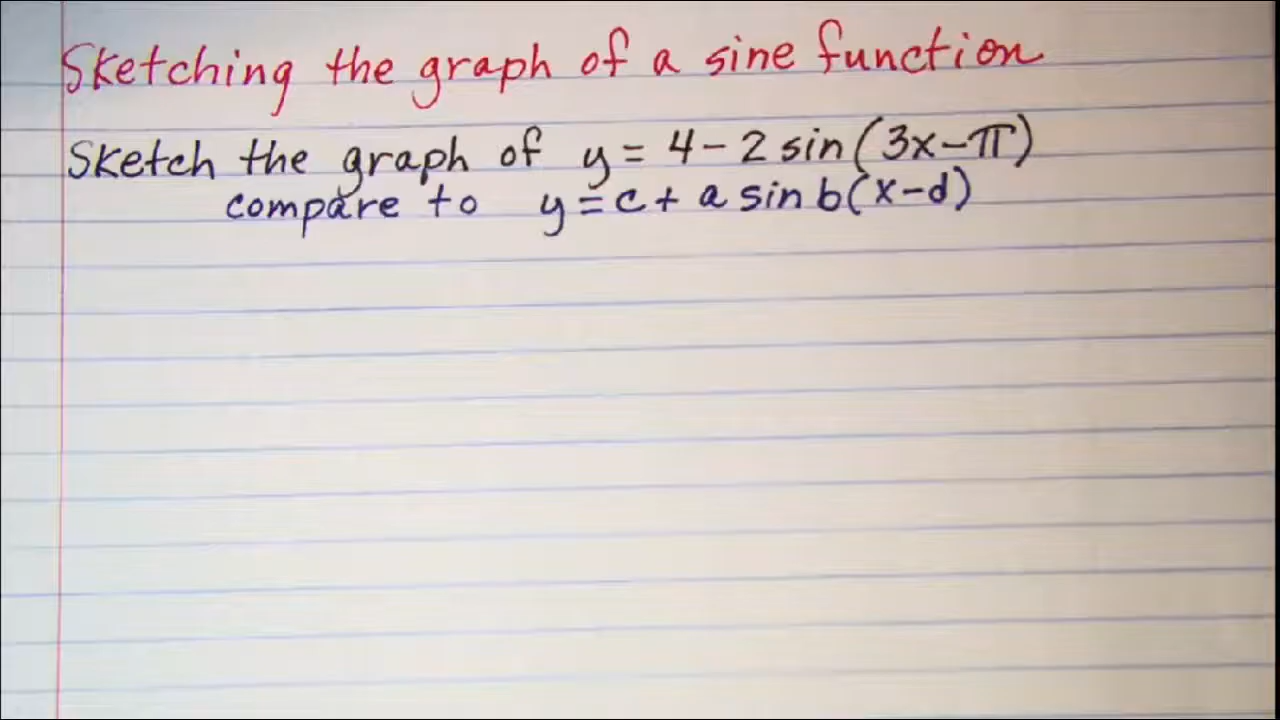 Sketching the graph of a sine function
Sketch the graph of y = 4 - 2 sin(3x-π)
compare to y = c + a sin b(x-d)